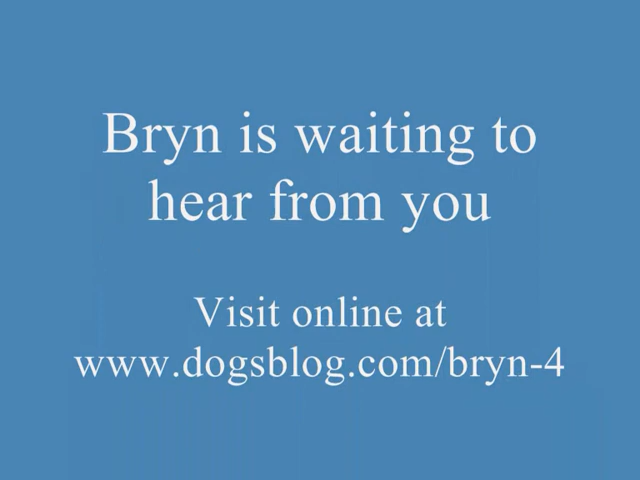 Bryn is waiting to
hear from you
Visit online at
www.dogsblog.com/bryn-4